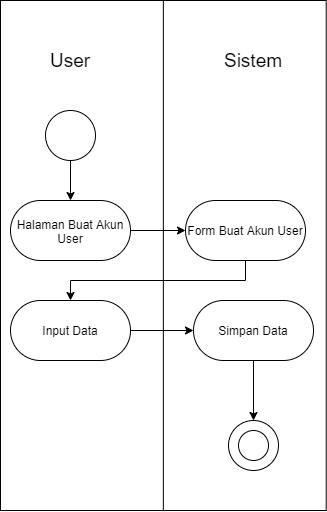 User
Sistem
Halaman Buat Akun
User
Form Buat Akun User
Input Data
Simpan Data